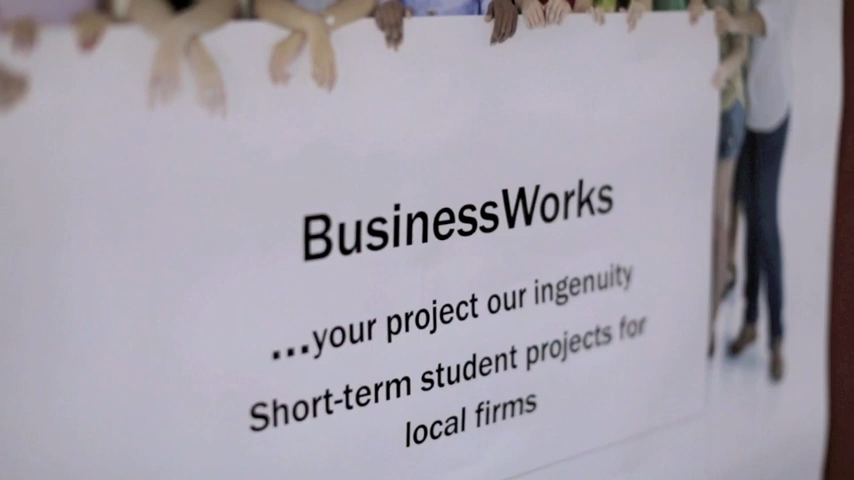 BusinessWorks
...your project our ingenuity
Short-term student projects for
local firms